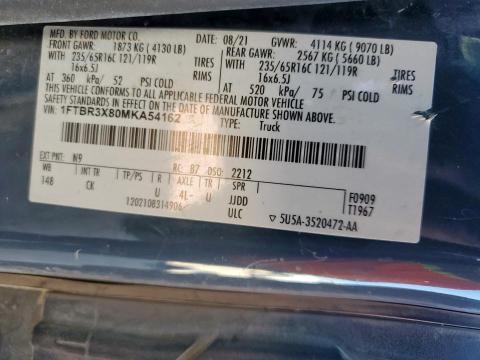 MFD. BY FORD MOTOR CO.
DATE: 08/21 GVWR: 4114 KG ( 9070 LB)
FRONT GAWR: 1873 KG ( 4130 LB) REAR GAWR: 2567 KG ( 5660 LB)
WITH 235/65R16C 121/119R TIRES WITH 235/65R16C 121/119R TIRES
16x6.5J RIMS 16x6.5J RIMS
AT 360 kPa/ 52 PSI COLD AT 520 kPa/ 75 PSI COLD
THIS VEHICLE CONFORMS TO ALL APPLICABLE FEDERAL MOTOR VEHICLE
SAFETY STANDARDS IN EFFECT ON THE DATE OF MANUFACTURE SHOWN ABOVE.
VIN: 1FTBR3X80MKA54162 TYPE: Truck
EXT PNT: N9 RC: 87 DSO: 2212
WB INT TR TP/PS R AXLE TR SPR F0909
148 CK U 4L- U JJDD T1967
1202108314906 ULC 5U5A-3520472-AA